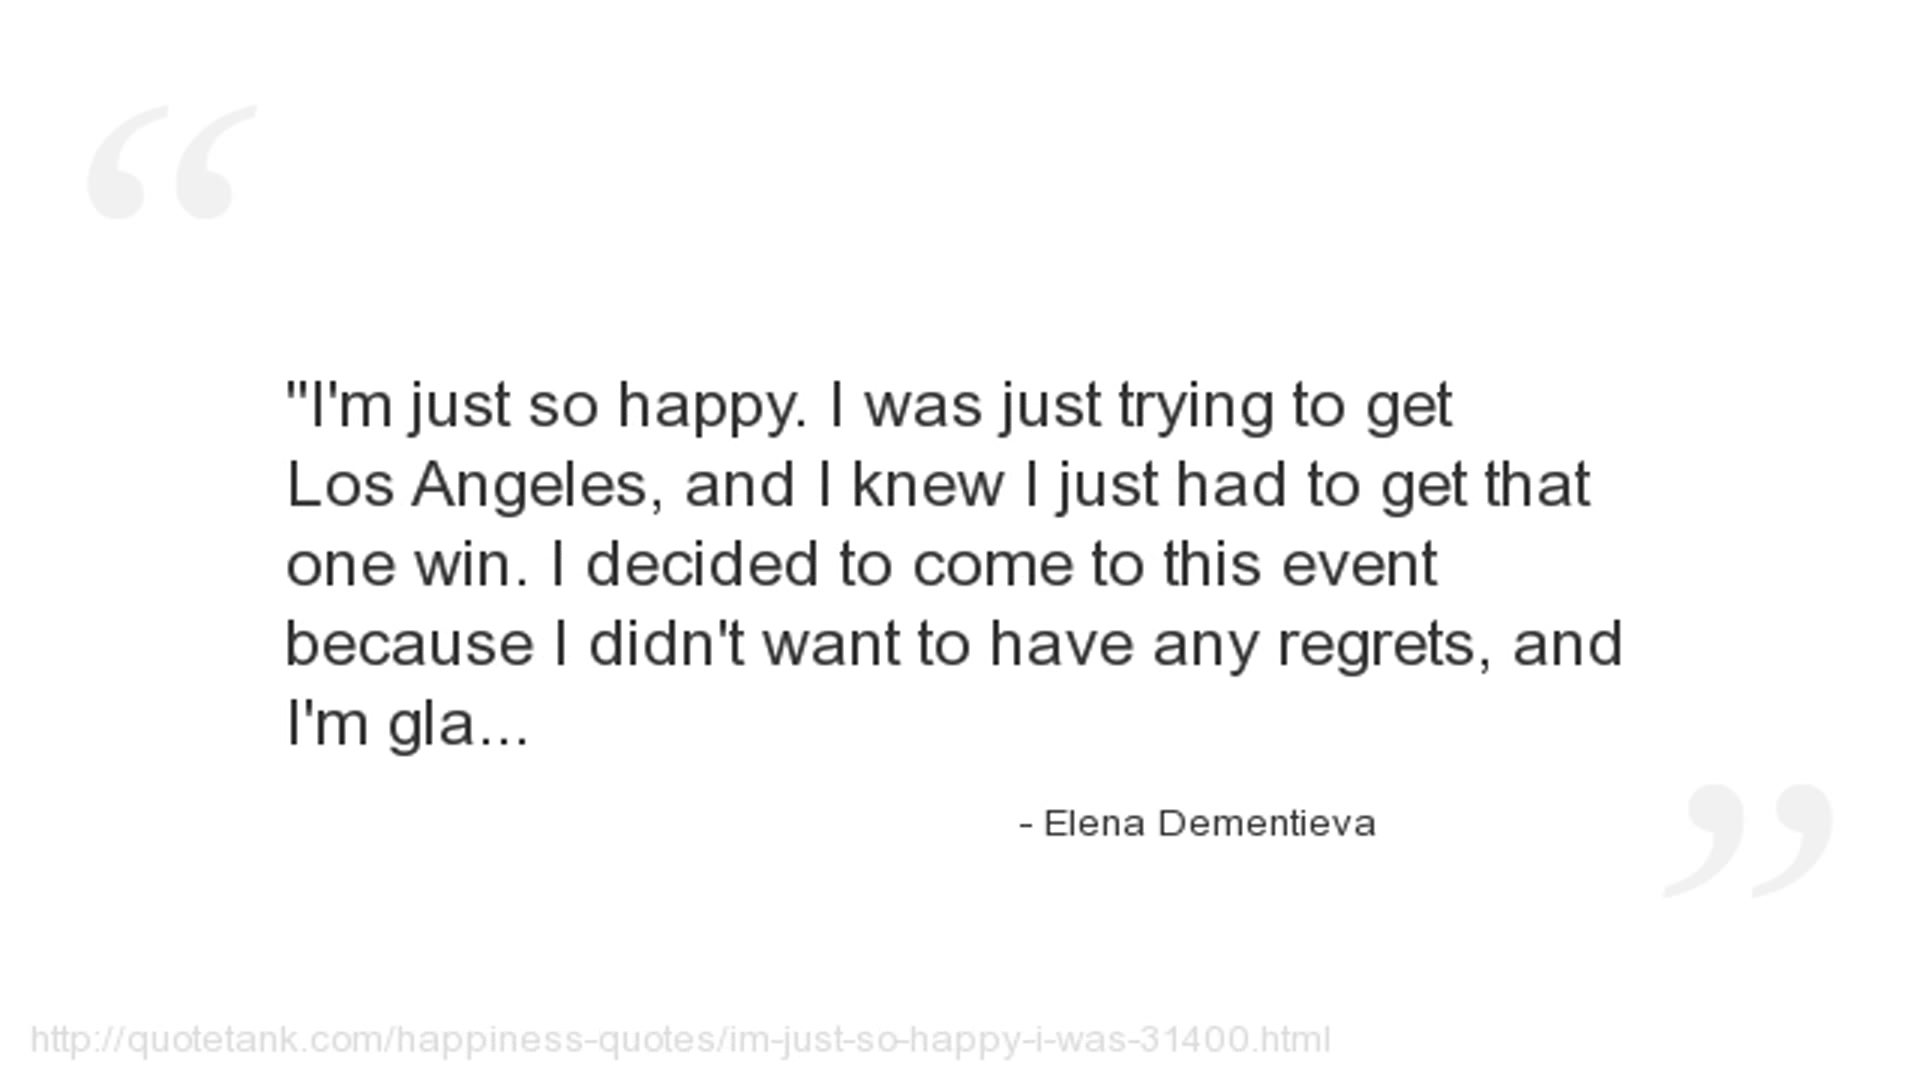 “
"I'm just so happy. I was just trying to get
Los Angeles, and I knew I just had to get that
one win. I decided to come to this event
because I didn't want to have any regrets, and
I'm gla...
- Elena Dementieva
”
http://quotetank.com/happiness-quotes/im-just-so-happy-i-was-31400.html